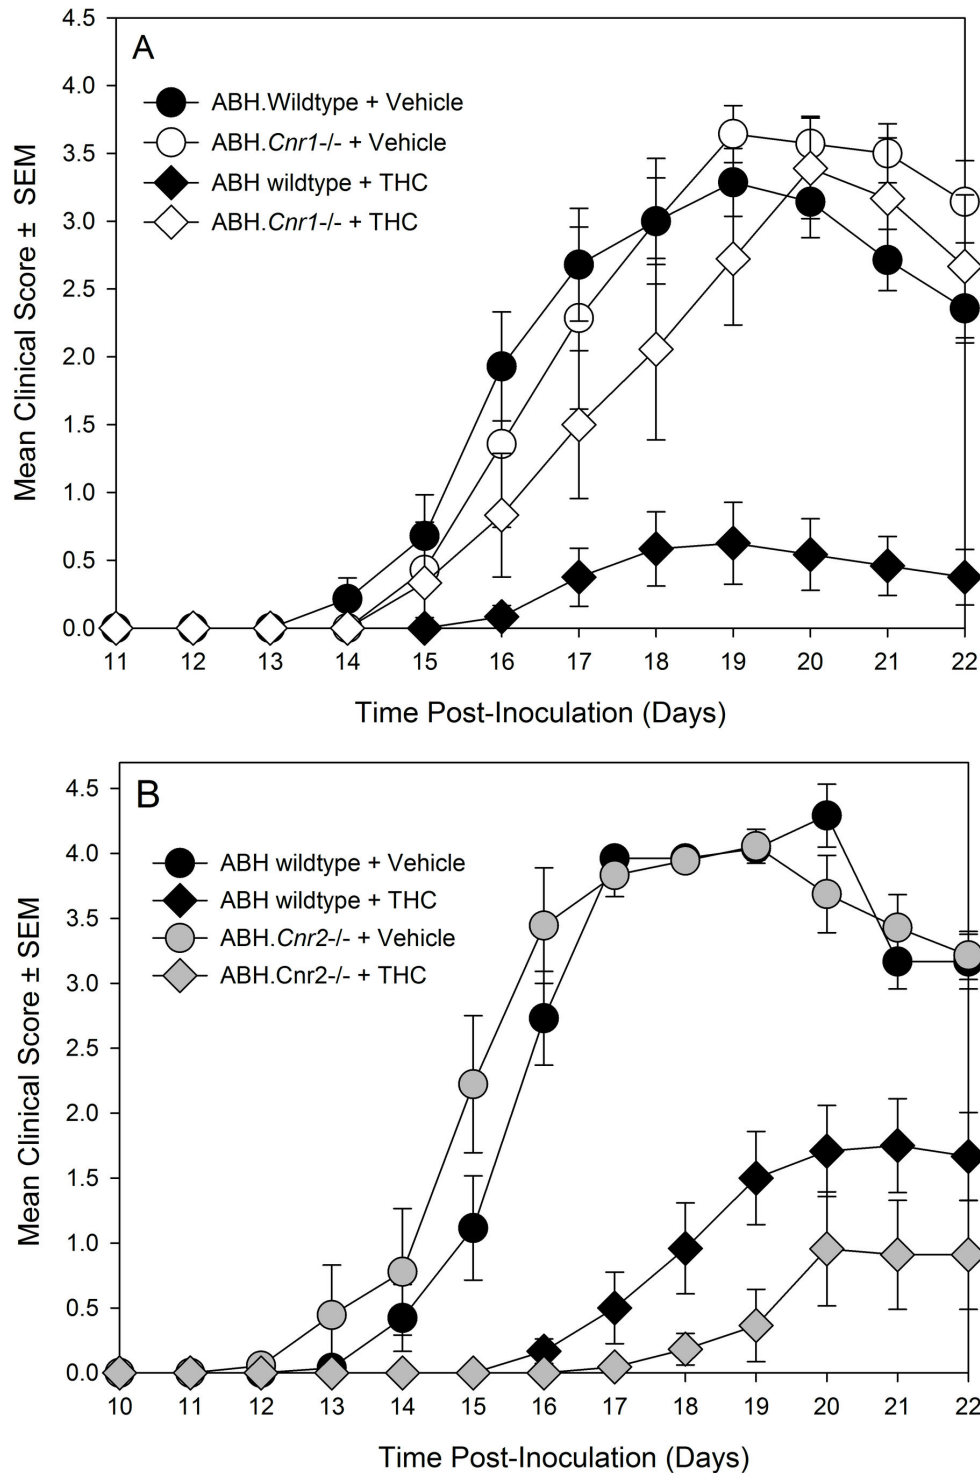 A
ABH.Wildtype + Vehicle
ABH.Cnr1-/- + Vehicle
ABH wildtype + THC
ABH.Cnr1-/- + THC
Mean Clinical Score ± SEM
4.5
4.0
3.5
3.0
2.5
2.0
1.5
1.0
0.5
0.0
11 12 13 14 15 16 17 18 19 20 21 22
Time Post-Inoculation (Days)
B
ABH wildtype + Vehicle
ABH wildtype + THC
ABH.Cnr2-/- + Vehicle
ABH.Cnr2-/- + THC
Mean Clinical Score ± SEM
4.5
4.0
3.5
3.0
2.5
2.0
1.5
1.0
0.5
0.0
10 11 12 13 14 15 16 17 18 19 20 21 22
Time Post-Inoculation (Days)